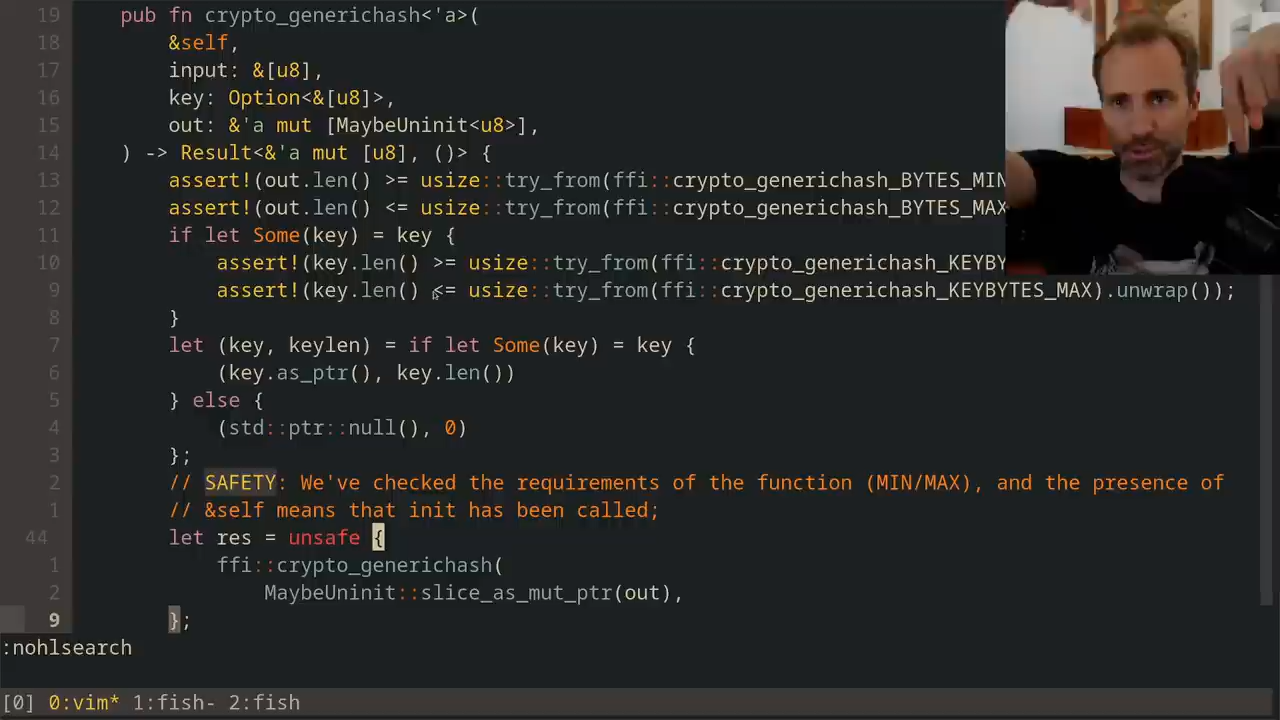 19 pub fn crypto_generichash<'a>(
18 &self,
17 input: &[u8],
16 key: Option<&[u8]>,
15 out: &'a mut [MaybeUninit<u8>],
14 ) -> Result<&'a mut [u8], ()> {
13 assert!(out.len() >= usize::try_from(ffi::crypto_generichash_BYTES_MIN
12 assert!(out.len() <= usize::try_from(ffi::crypto_generichash_BYTES_MAX
11 if let Some(key) = key {
10 assert!(key.len() >= usize::try_from(ffi::crypto_generichash_KEYBY
9 assert!(key.len() <= usize::try_from(ffi::crypto_generichash_KEYBYTES_MAX).unwrap());
8 }
7 let (key, keylen) = if let Some(key) = key {
6 (key.as_ptr(), key.len())
5 } else {
4 (std::ptr::null(), 0)
3 };
2 // SAFETY: We've checked the requirements of the function (MIN/MAX), and the presence of
1 // &self means that init has been called;
44 let res = unsafe {
1 ffi::crypto_generichash(
2 MaybeUninit::slice_as_mut_ptr(out),
9 };
:nohlsearch
[0] 0:vim* 1:fish- 2:fish